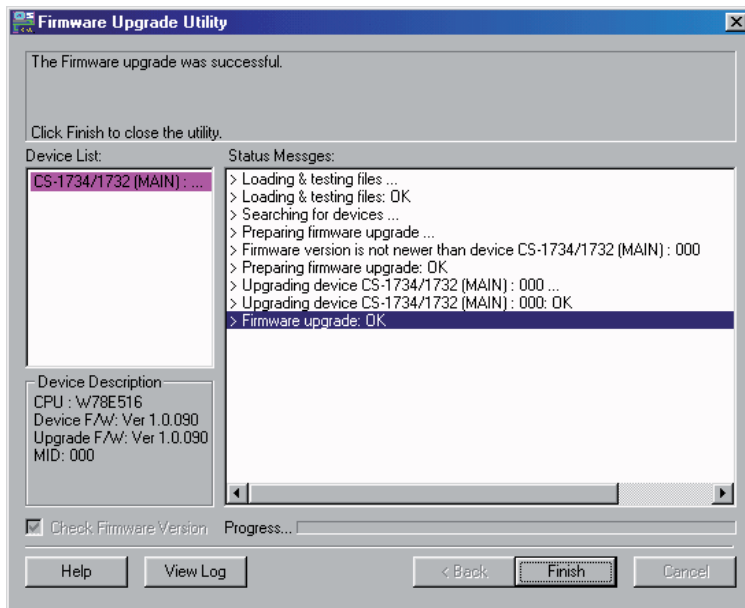 Firmware Upgrade Utility
The Firmware upgrade was successful.
Click Finish to close the utility.
Device List:
CS-1734/1732 (MAIN) : ...
Status Messges:
> Loading & testing files ...
> Loading & testing files: OK
> Searching for devices ...
> Preparing firmware upgrade ...
> Firmware version is not newer than device CS-1734/1732 (MAIN) : 000
> Preparing firmware upgrade: OK
> Upgrading device CS-1734/1732 (MAIN) : 000 ...
> Upgrading device CS-1734/1732 (MAIN) : 000: OK
> Firmware upgrade: OK
Device Description
CPU : W78E516
Device F/W: Ver 1.0.090
Upgrade F/W: Ver 1.0.090
MID: 000
Check Firmware Version
Progress...
Help
View Log
< Back
Finish
Cancel